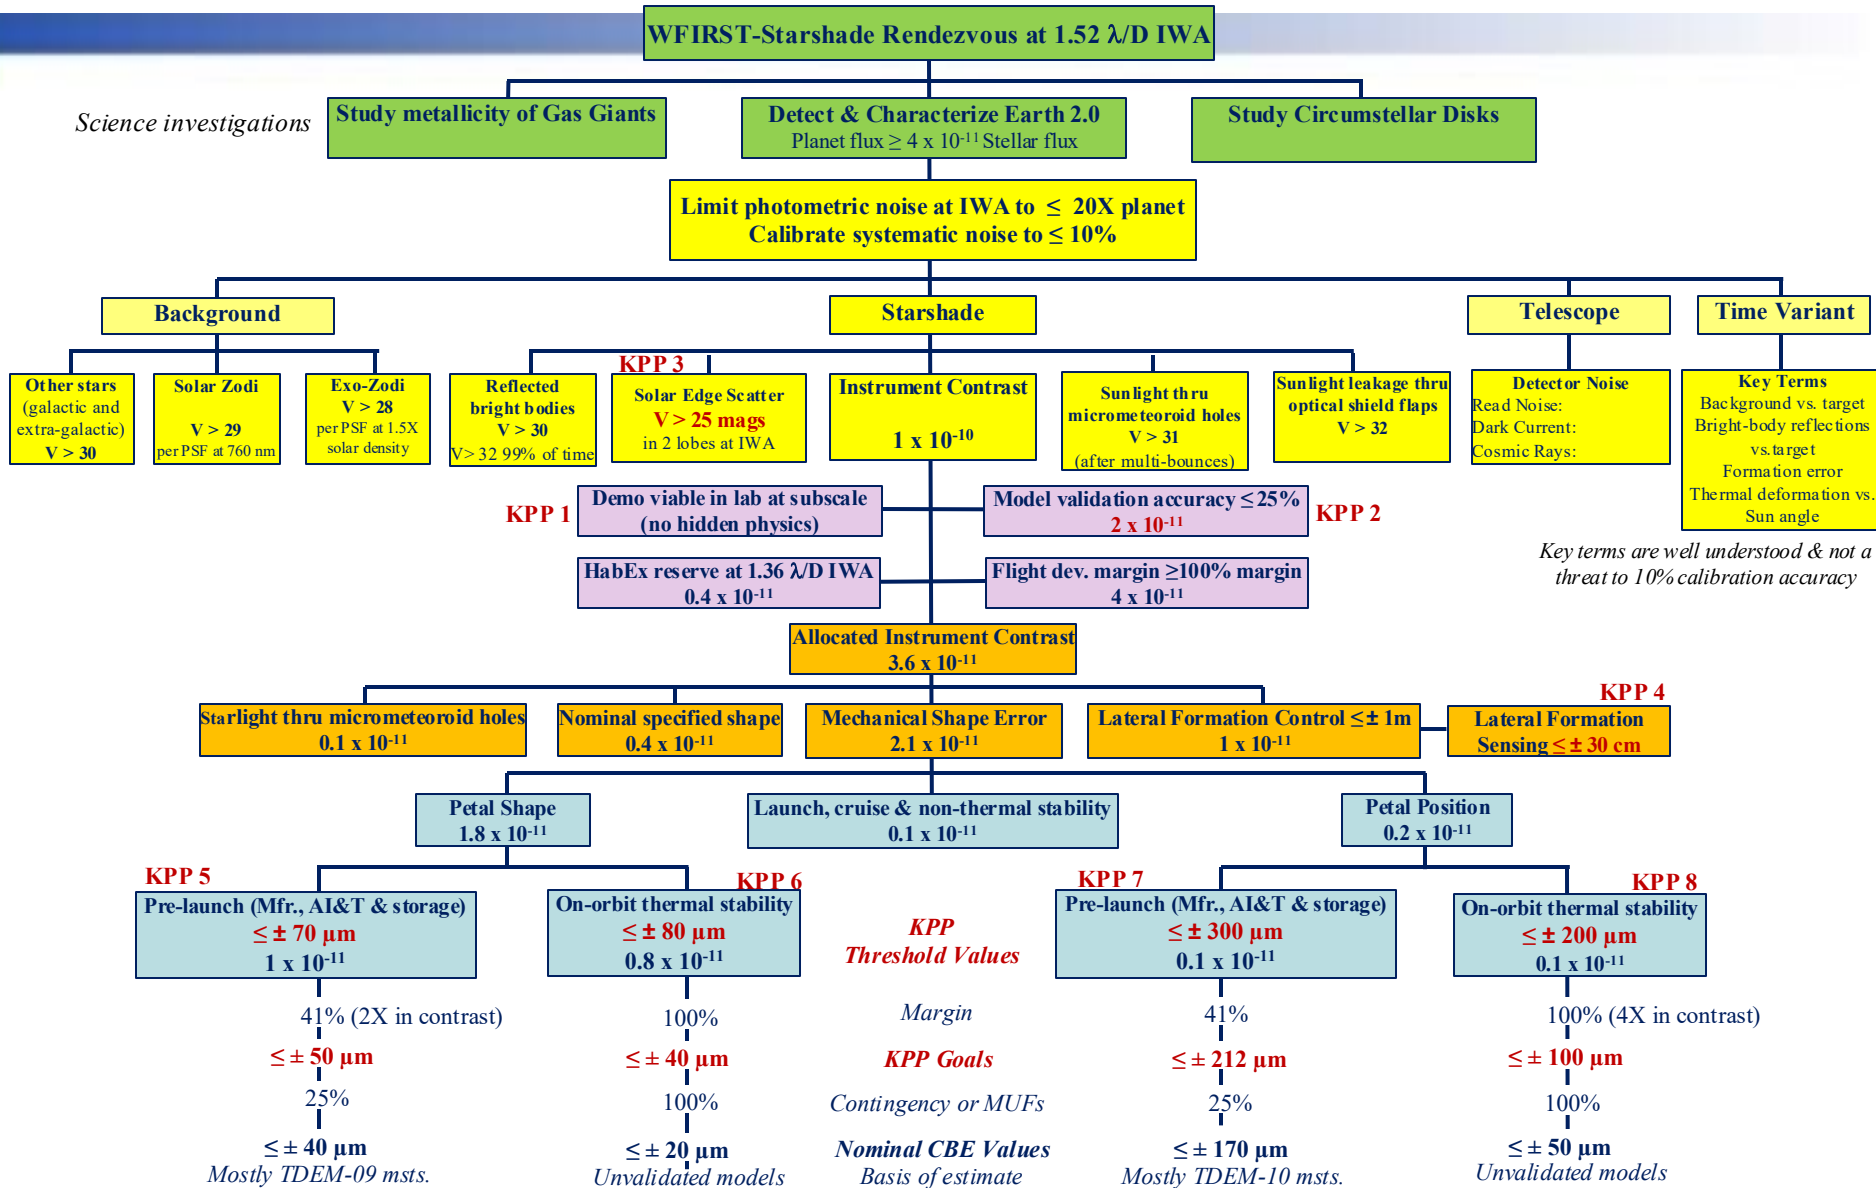 WFIRST-Starshade Rendezvous at 1.52 λ/D IWA
Science investigations
Study metallicity of Gas Giants
Detect & Characterize Earth 2.0
Planet flux ≥ 4 x 10⁻¹¹ Stellar flux
Study Circumstellar Disks
Limit photometric noise at IWA to ≤ 20X planet
Calibrate systematic noise to ≤ 10%
Background
Starshade
Telescope
Time Variant
Other stars
(galactic and
extra-galactic)
V > 30
Solar Zodi
V > 29
per PSF at 760 nm
Exo-Zodi
V > 28
per PSF at 1.5X
solar density
Reflected
bright bodies
V > 30
V> 32 99% of time
KPP 3
Solar Edge Scatter
V > 25 mags
in 2 lobes at IWA
Instrument Contrast
1 x 10⁻¹⁰
Sunlight thru
micrometeoroid holes
V > 31
(after multi-bounces)
Sunlight leakage thru
optical shield flaps
V > 32
Detector Noise
Read Noise:
Dark Current:
Cosmic Rays:
Key Terms
Background vs. target
Bright-body reflections
vs.target
Formation error
Thermal deformation vs.
Sun angle
Key terms are well understood & not a
threat to 10% calibration accuracy
KPP 1
Demo viable in lab at subscale
(no hidden physics)
Model validation accuracy ≤ 25%
2 x 10⁻¹¹
KPP 2
HabEx reserve at 1.36 λ/D IWA
0.4 x 10⁻¹¹
Flight dev. margin ≥100% margin
4 x 10⁻¹¹
Allocated Instrument Contrast
3.6 x 10⁻¹¹
Starlight thru micrometeoroid holes
0.1 x 10⁻¹¹
Nominal specified shape
0.4 x 10⁻¹¹
Mechanical Shape Error
2.1 x 10⁻¹¹
Lateral Formation Control ≤ ± 1m
1 x 10⁻¹¹
KPP 4
Lateral Formation
Sensing ≤ ± 30 cm
Petal Shape
1.8 x 10⁻¹¹
Launch, cruise & non-thermal stability
0.1 x 10⁻¹¹
Petal Position
0.2 x 10⁻¹¹
KPP 5
Pre-launch (Mfr., AI&T & storage)
≤ ± 70 µm
1 x 10⁻¹¹
KPP 6
On-orbit thermal stability
≤ ± 80 µm
0.8 x 10⁻¹¹
KPP
Threshold Values
KPP 7
Pre-launch (Mfr., AI&T & storage)
≤ ± 300 µm
0.1 x 10⁻¹¹
KPP 8
On-orbit thermal stability
≤ ± 200 µm
0.1 x 10⁻¹¹
41% (2X in contrast)
100%
Margin
41%
100% (4X in contrast)
≤ ± 50 µm
≤ ± 40 µm
KPP Goals
≤ ± 212 µm
≤ ± 100 µm
25%
100%
Contingency or MUFs
25%
100%
≤ ± 40 µm
≤ ± 20 µm
Nominal CBE Values
≤ ± 170 µm
≤ ± 50 µm
Mostly TDEM-09 msts.
Unvalidated models
Basis of estimate
Mostly TDEM-10 msts.
Unvalidated models